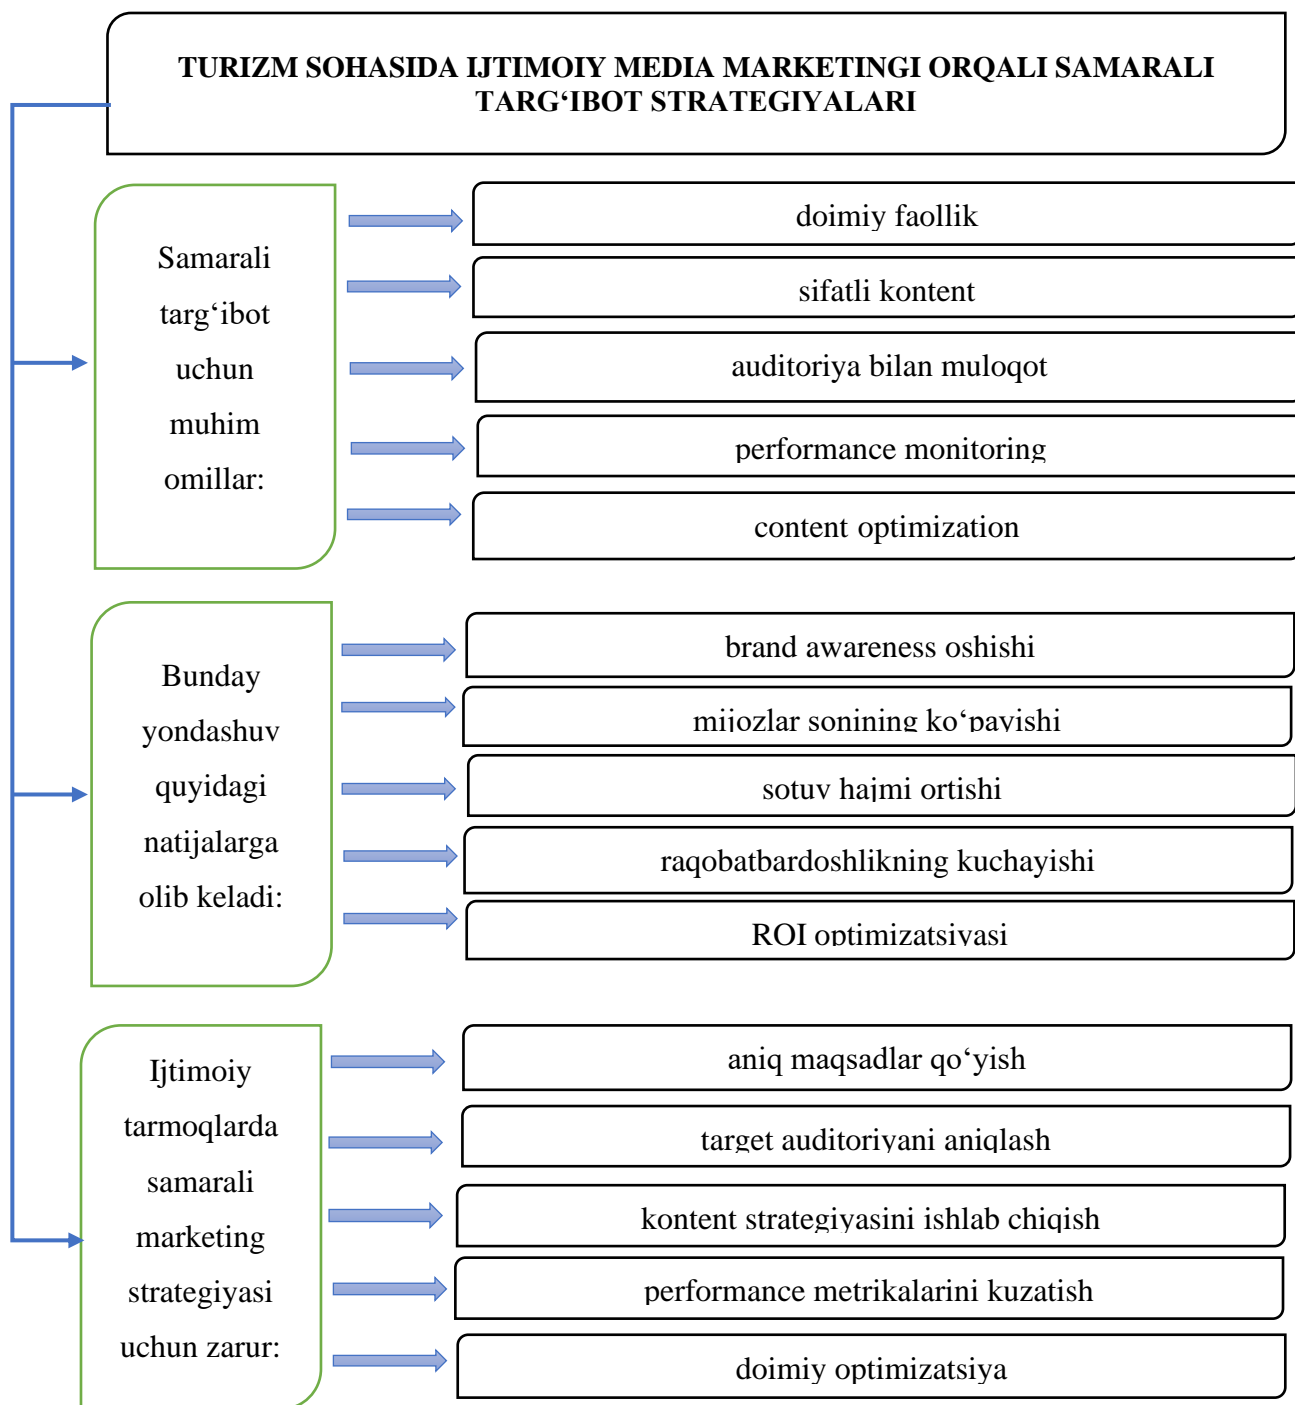 TURIZM SOHASIDA IJTIMOIY MEDIA MARKETINGI ORQALI SAMARALI
TARG‘IBOT STRATEGIYALARI
Samarali
targ‘ibot
uchun
muhim
omillar:
doimiy faollik
sifatli kontent
auditoriya bilan muloqot
performance monitoring
content optimization
Bunday
yondashuv
quyidagi
natijalarga
olib keladi:
brand awareness oshishi
mijozlar sonining ko‘payishi
sotuv hajmi ortishi
raqobatbardoshlikning kuchayishi
ROI optimizatsiyasi
Ijtimoiy
tarmoqlarda
samarali
marketing
strategiyasi
uchun zarur:
aniq maqsadlar qo‘yish
target auditoriyani aniqlash
kontent strategiyasini ishlab chiqish
performance metrikalarini kuzatish
doimiy optimizatsiya